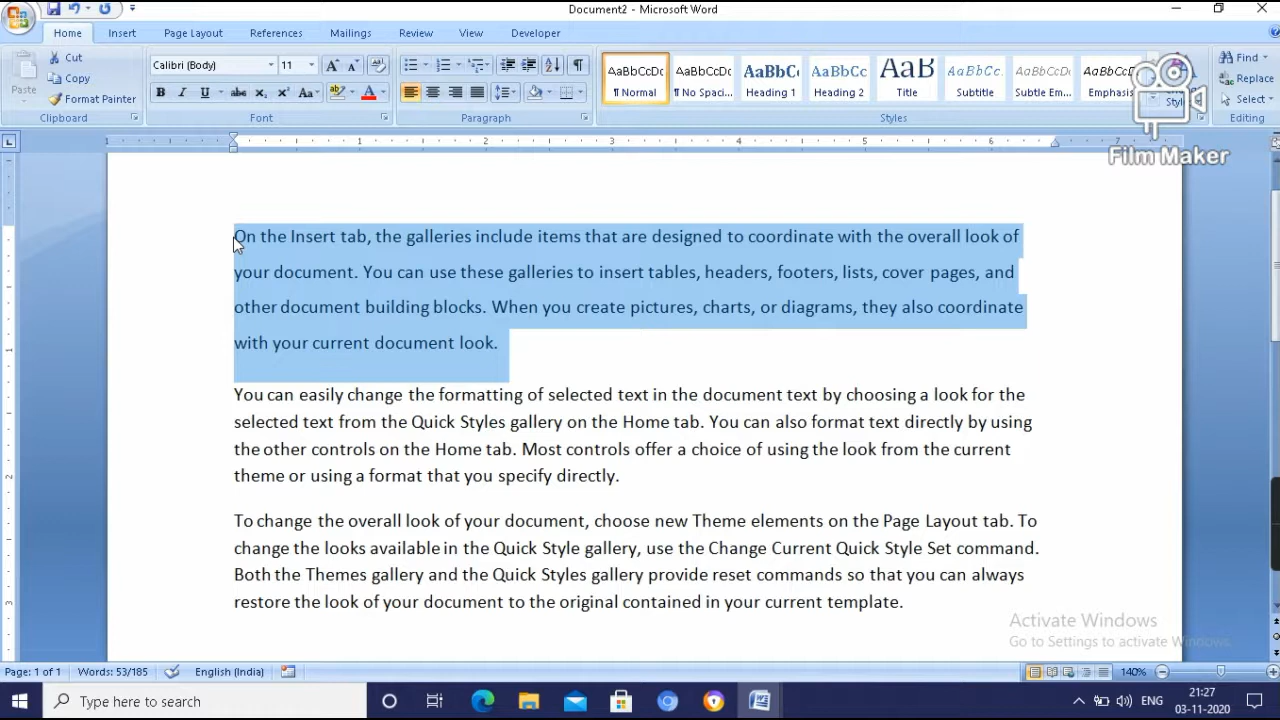 Document2 - Microsoft Word
Home Insert Page Layout References Mailings Review View Developer
Cut
Copy
Paste
Format Painter
Clipboard
Calibri (Body) 11
Font
Paragraph
AaBbCcDc AaBbCcDc AaBbC AaBbCc AaB AaBbCc. AaBbCcDc AaBbCcDc
¶ Normal ¶ No Spaci... Heading 1 Heading 2 Title Subtitle Subtle Em... Emphasis
Styles
Find
Replace
Select
Editing
Film Maker
1 1 2 3 4 5 6 7
On the Insert tab, the galleries include items that are designed to coordinate with the overall look of
your document. You can use these galleries to insert tables, headers, footers, lists, cover pages, and
other document building blocks. When you create pictures, charts, or diagrams, they also coordinate
with your current document look.
You can easily change the formatting of selected text in the document text by choosing a look for the
selected text from the Quick Styles gallery on the Home tab. You can also format text directly by using
the other controls on the Home tab. Most controls offer a choice of using the look from the current
theme or using a format that you specify directly.
To change the overall look of your document, choose new Theme elements on the Page Layout tab. To
change the looks available in the Quick Style gallery, use the Change Current Quick Style Set command.
Both the Themes gallery and the Quick Styles gallery provide reset commands so that you can always
restore the look of your document to the original contained in your current template.
Activate Windows
Go to Settings to activate Windows.
Page: 1 of 1 Words: 53/185 English (India) 140%
Type here to search
ENG
21:27
03-11-2020